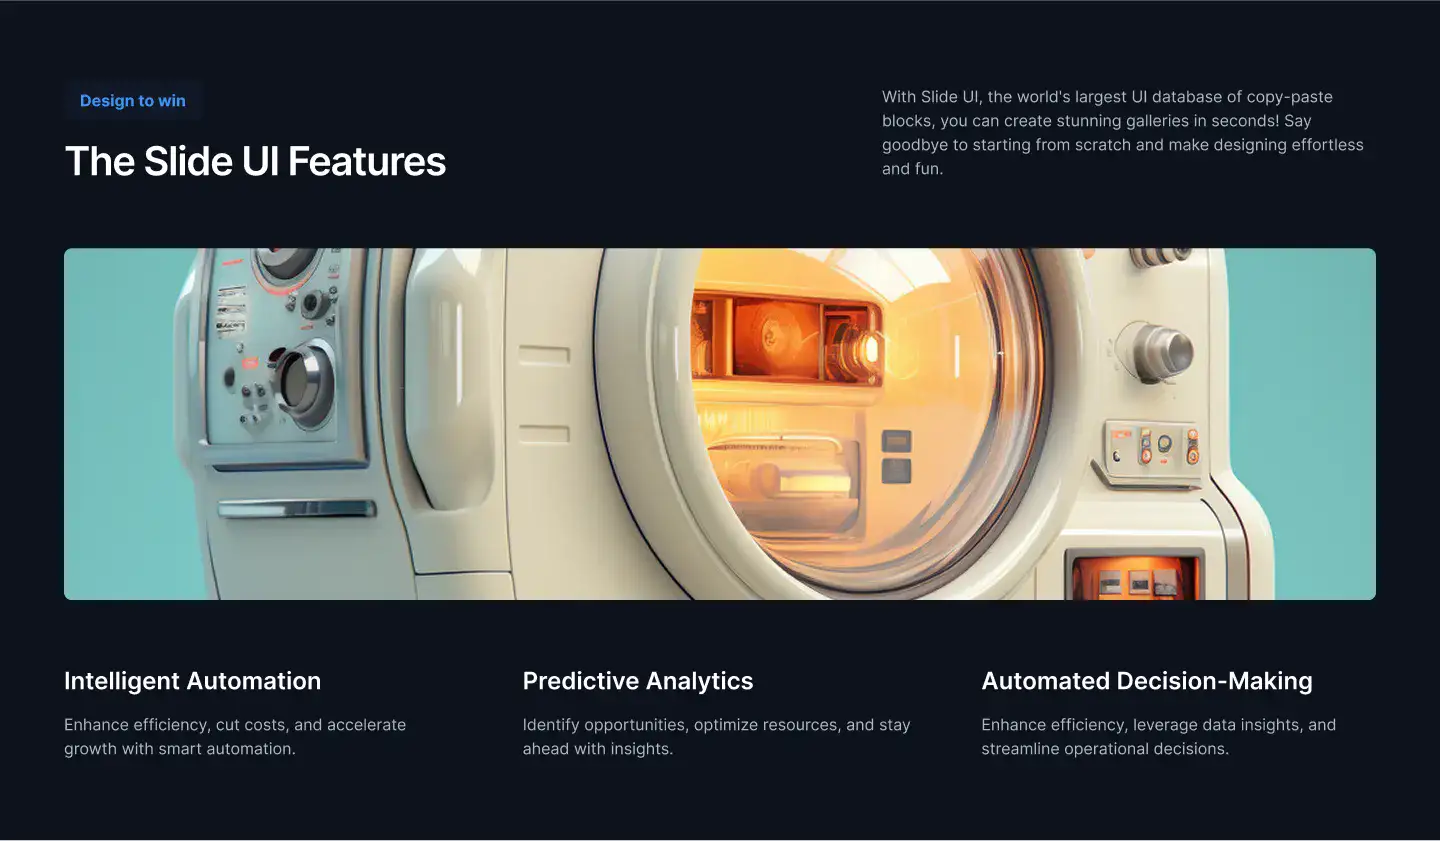 Design to win
The Slide UI Features
With Slide UI, the world's largest UI database of copy-paste
blocks, you can create stunning galleries in seconds! Say
goodbye to starting from scratch and make designing effortless
and fun.
Intelligent Automation
Enhance efficiency, cut costs, and accelerate
growth with smart automation.
Predictive Analytics
Identify opportunities, optimize resources, and stay
ahead with insights.
Automated Decision-Making
Enhance efficiency, leverage data insights, and
streamline operational decisions.